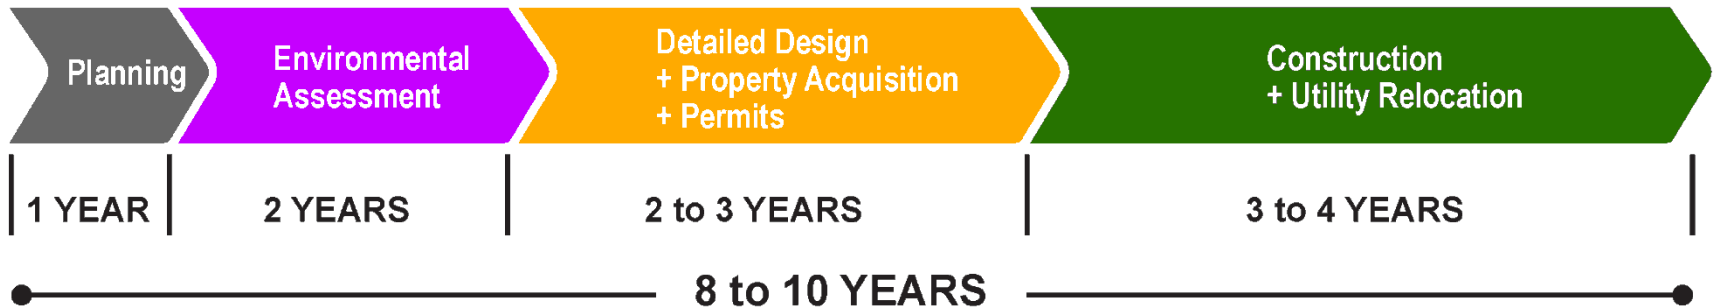 Planning
Environmental
Assessment
Detailed Design
+ Property Acquisition
+ Permits
Construction
+ Utility Relocation
1 YEAR
2 YEARS
2 to 3 YEARS
3 to 4 YEARS
8 to 10 YEARS